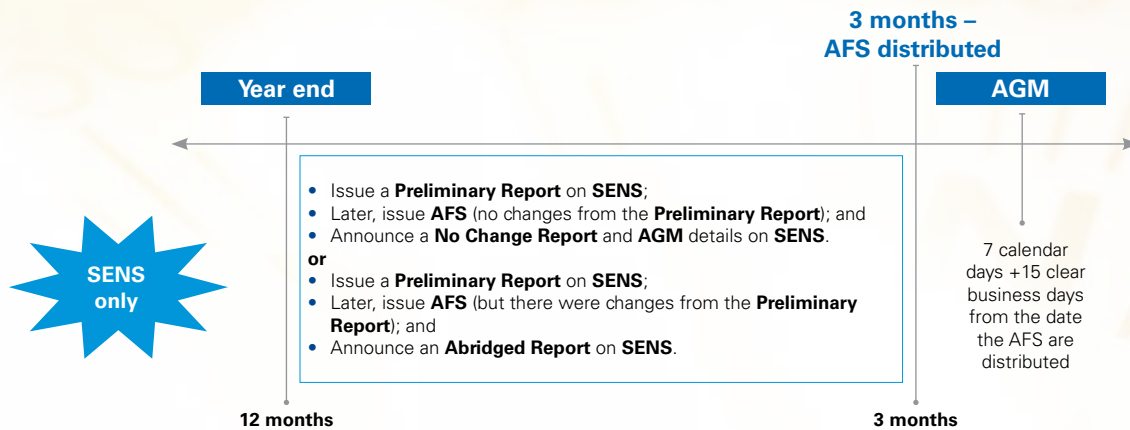 3 months –
AFS distributed
Year end
AGM
• Issue a Preliminary Report on SENS;
• Later, issue AFS (no changes from the Preliminary Report); and
• Announce a No Change Report and AGM details on SENS.
or
• Issue a Preliminary Report on SENS;
• Later, issue AFS (but there were changes from the Preliminary
Report); and
• Announce an Abridged Report on SENS.
SENS
only
7 calendar
days +15 clear
business days
from the date
the AFS are
distributed
12 months
3 months